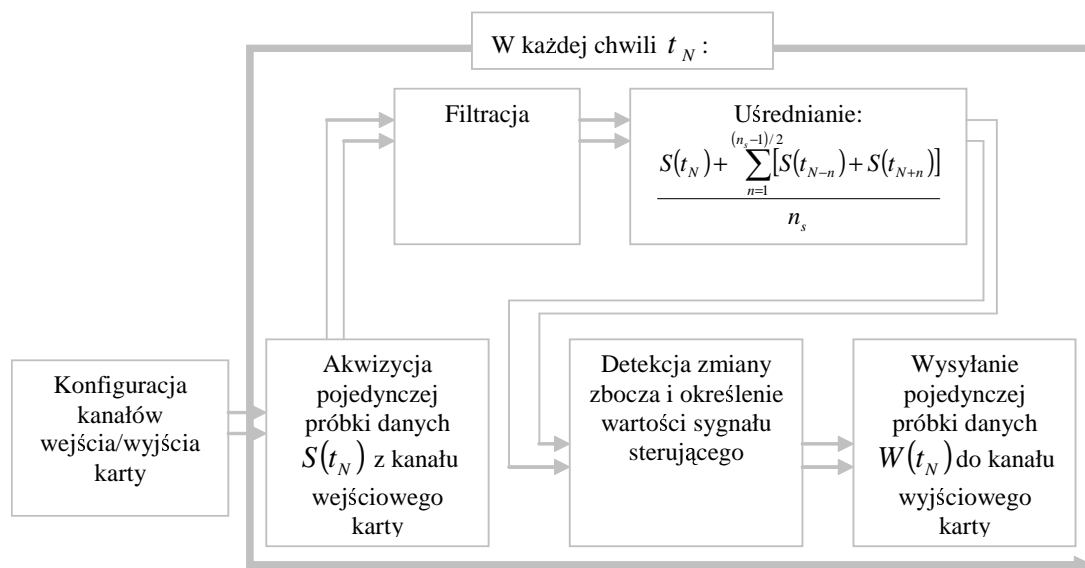 W każdej chwili t_N :
Filtracja
Uśrednianie:
\frac{S(t_N) + \sum_{n=1}^{(n_s-1)/2} [S(t_{N-n}) + S(t_{N+n})]}{n_s}
Konfiguracja
kanałów
wejścia/wyjścia
karty
Akwizycja
pojedynczej
próbki danych
S(t_N) z kanału
wejściowego
karty
Detekcja zmiany
zbocza i określenie
wartości sygnału
sterującego
Wysyłanie
pojedynczej
próbki danych
W(t_N) do kanału
wyjściowego
karty